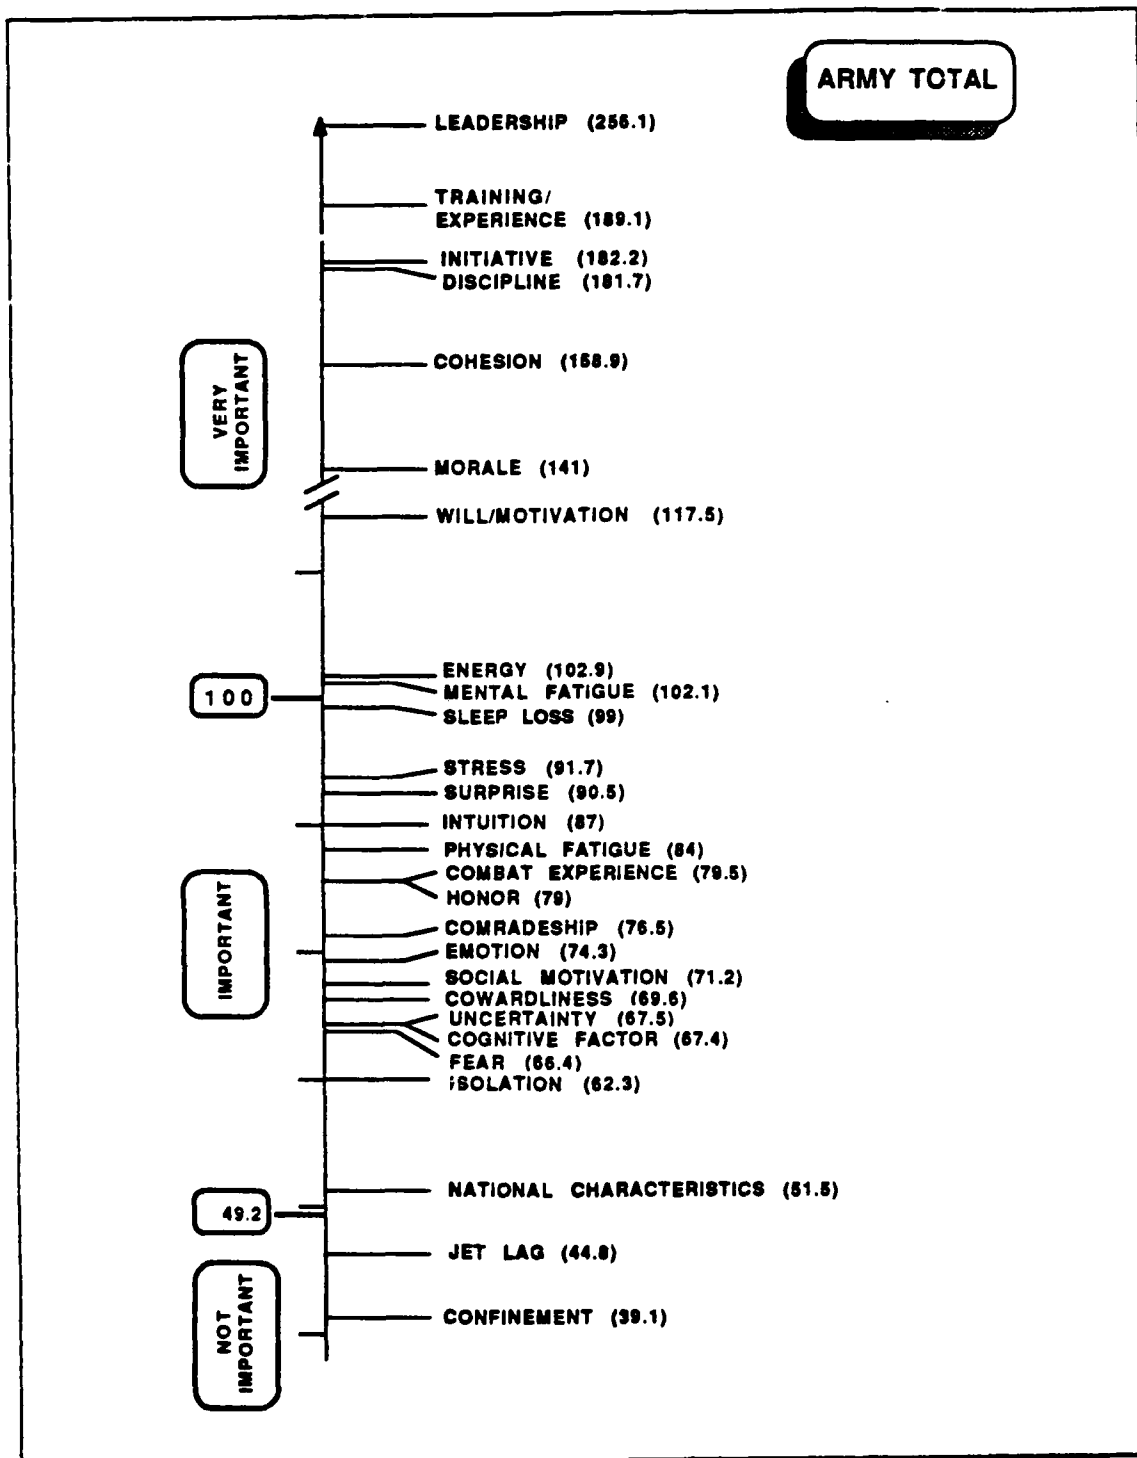 ARMY TOTAL
LEADERSHIP (256.1)
TRAINING/
EXPERIENCE (189.1)
INITIATIVE (182.2)
DISCIPLINE (181.7)
COHESION (158.9)
VERY
IMPORTANT
MORALE (141)
WILL/MOTIVATION (117.5)
ENERGY (102.9)
MENTAL FATIGUE (102.1)
100
SLEEP LOSS (99)
STRESS (91.7)
SURPRISE (90.5)
INTUITION (87)
PHYSICAL FATIGUE (84)
COMBAT EXPERIENCE (79.5)
HONOR (79)
IMPORTANT
COMRADESHIP (76.5)
EMOTION (74.3)
SOCIAL MOTIVATION (71.2)
COWARDLINESS (69.6)
UNCERTAINTY (67.5)
COGNITIVE FACTOR (67.4)
FEAR (66.4)
ISOLATION (62.3)
NATIONAL CHARACTERISTICS (51.5)
49.2
JET LAG (44.8)
CONFINEMENT (39.1)
NOT
IMPORTANT